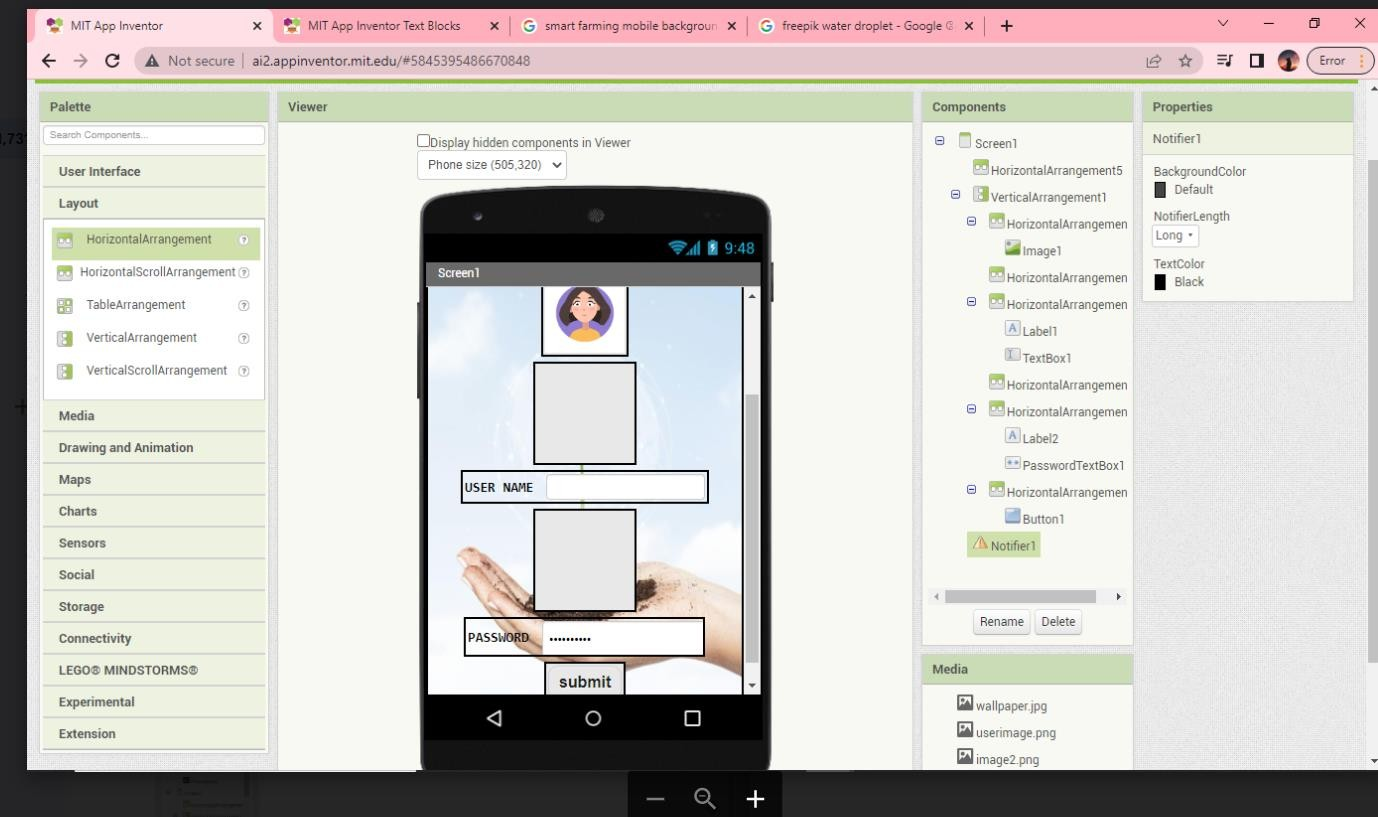 MIT App Inventor
MIT App Inventor Text Blocks
smart farming mobile backgroun
freepik water droplet - Google
Not secure
ai2.appinventor.mit.edu/#5845395486670848
Error
Palette
Search Components...
User Interface
Layout
HorizontalArrangement
HorizontalScrollArrangement
TableArrangement
VerticalArrangement
VerticalScrollArrangement
Media
Drawing and Animation
Maps
Charts
Sensors
Social
Storage
Connectivity
LEGO® MINDSTORMS®
Experimental
Extension
Viewer
Display hidden components in Viewer
Phone size (505,320)
9:48
Screen1
USER NAME
PASSWORD
submit
Components
Screen1
HorizontalArrangement5
VerticalArrangement1
HorizontalArrangemen
Image1
HorizontalArrangemen
HorizontalArrangemen
Label1
TextBox1
HorizontalArrangemen
HorizontalArrangemen
Label2
PasswordTextBox1
HorizontalArrangemen
Button1
Notifier1
Rename
Delete
Media
wallpaper.jpg
userimage.png
image2.png
Properties
Notifier1
BackgroundColor
Default
NotifierLength
Long
TextColor
Black